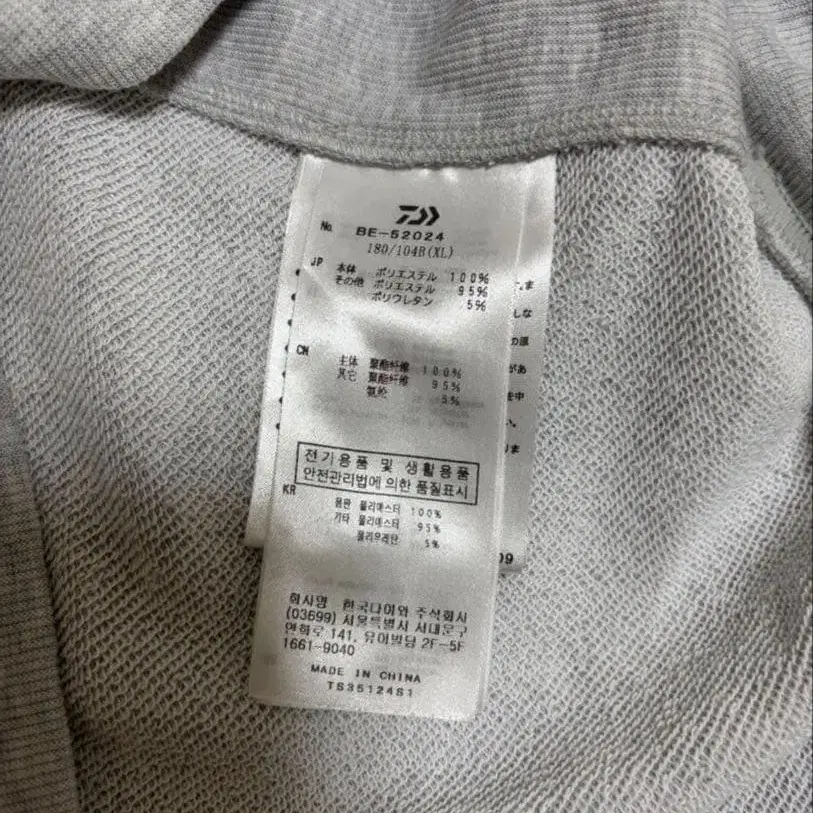 No. BE-52024
180/104B(XL)
JP 本体 ポリエステル 100%
その他 ポリエステル 95%
ポリウレタン 5%
CN 主体 聚酯纤维 100%
其它 聚酯纤维 95%
氨纶 5%
전기용품 및 생활용품
안전관리법에 의한 품질표시
KR 몸판 폴리에스터 100%
기타 폴리에스터 95%
폴리우레탄 5%
회사명 한국다이와 주식회사
(03699) 서울특별시 서대문구
연희로 141, 유아빌딩 2F-5F
1661-9040
MADE IN CHINA
TS35124S1
09